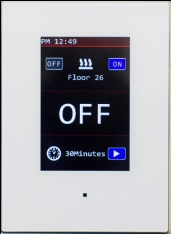 PM 12:49
OFF ON
Floor 26
OFF
30Minutes